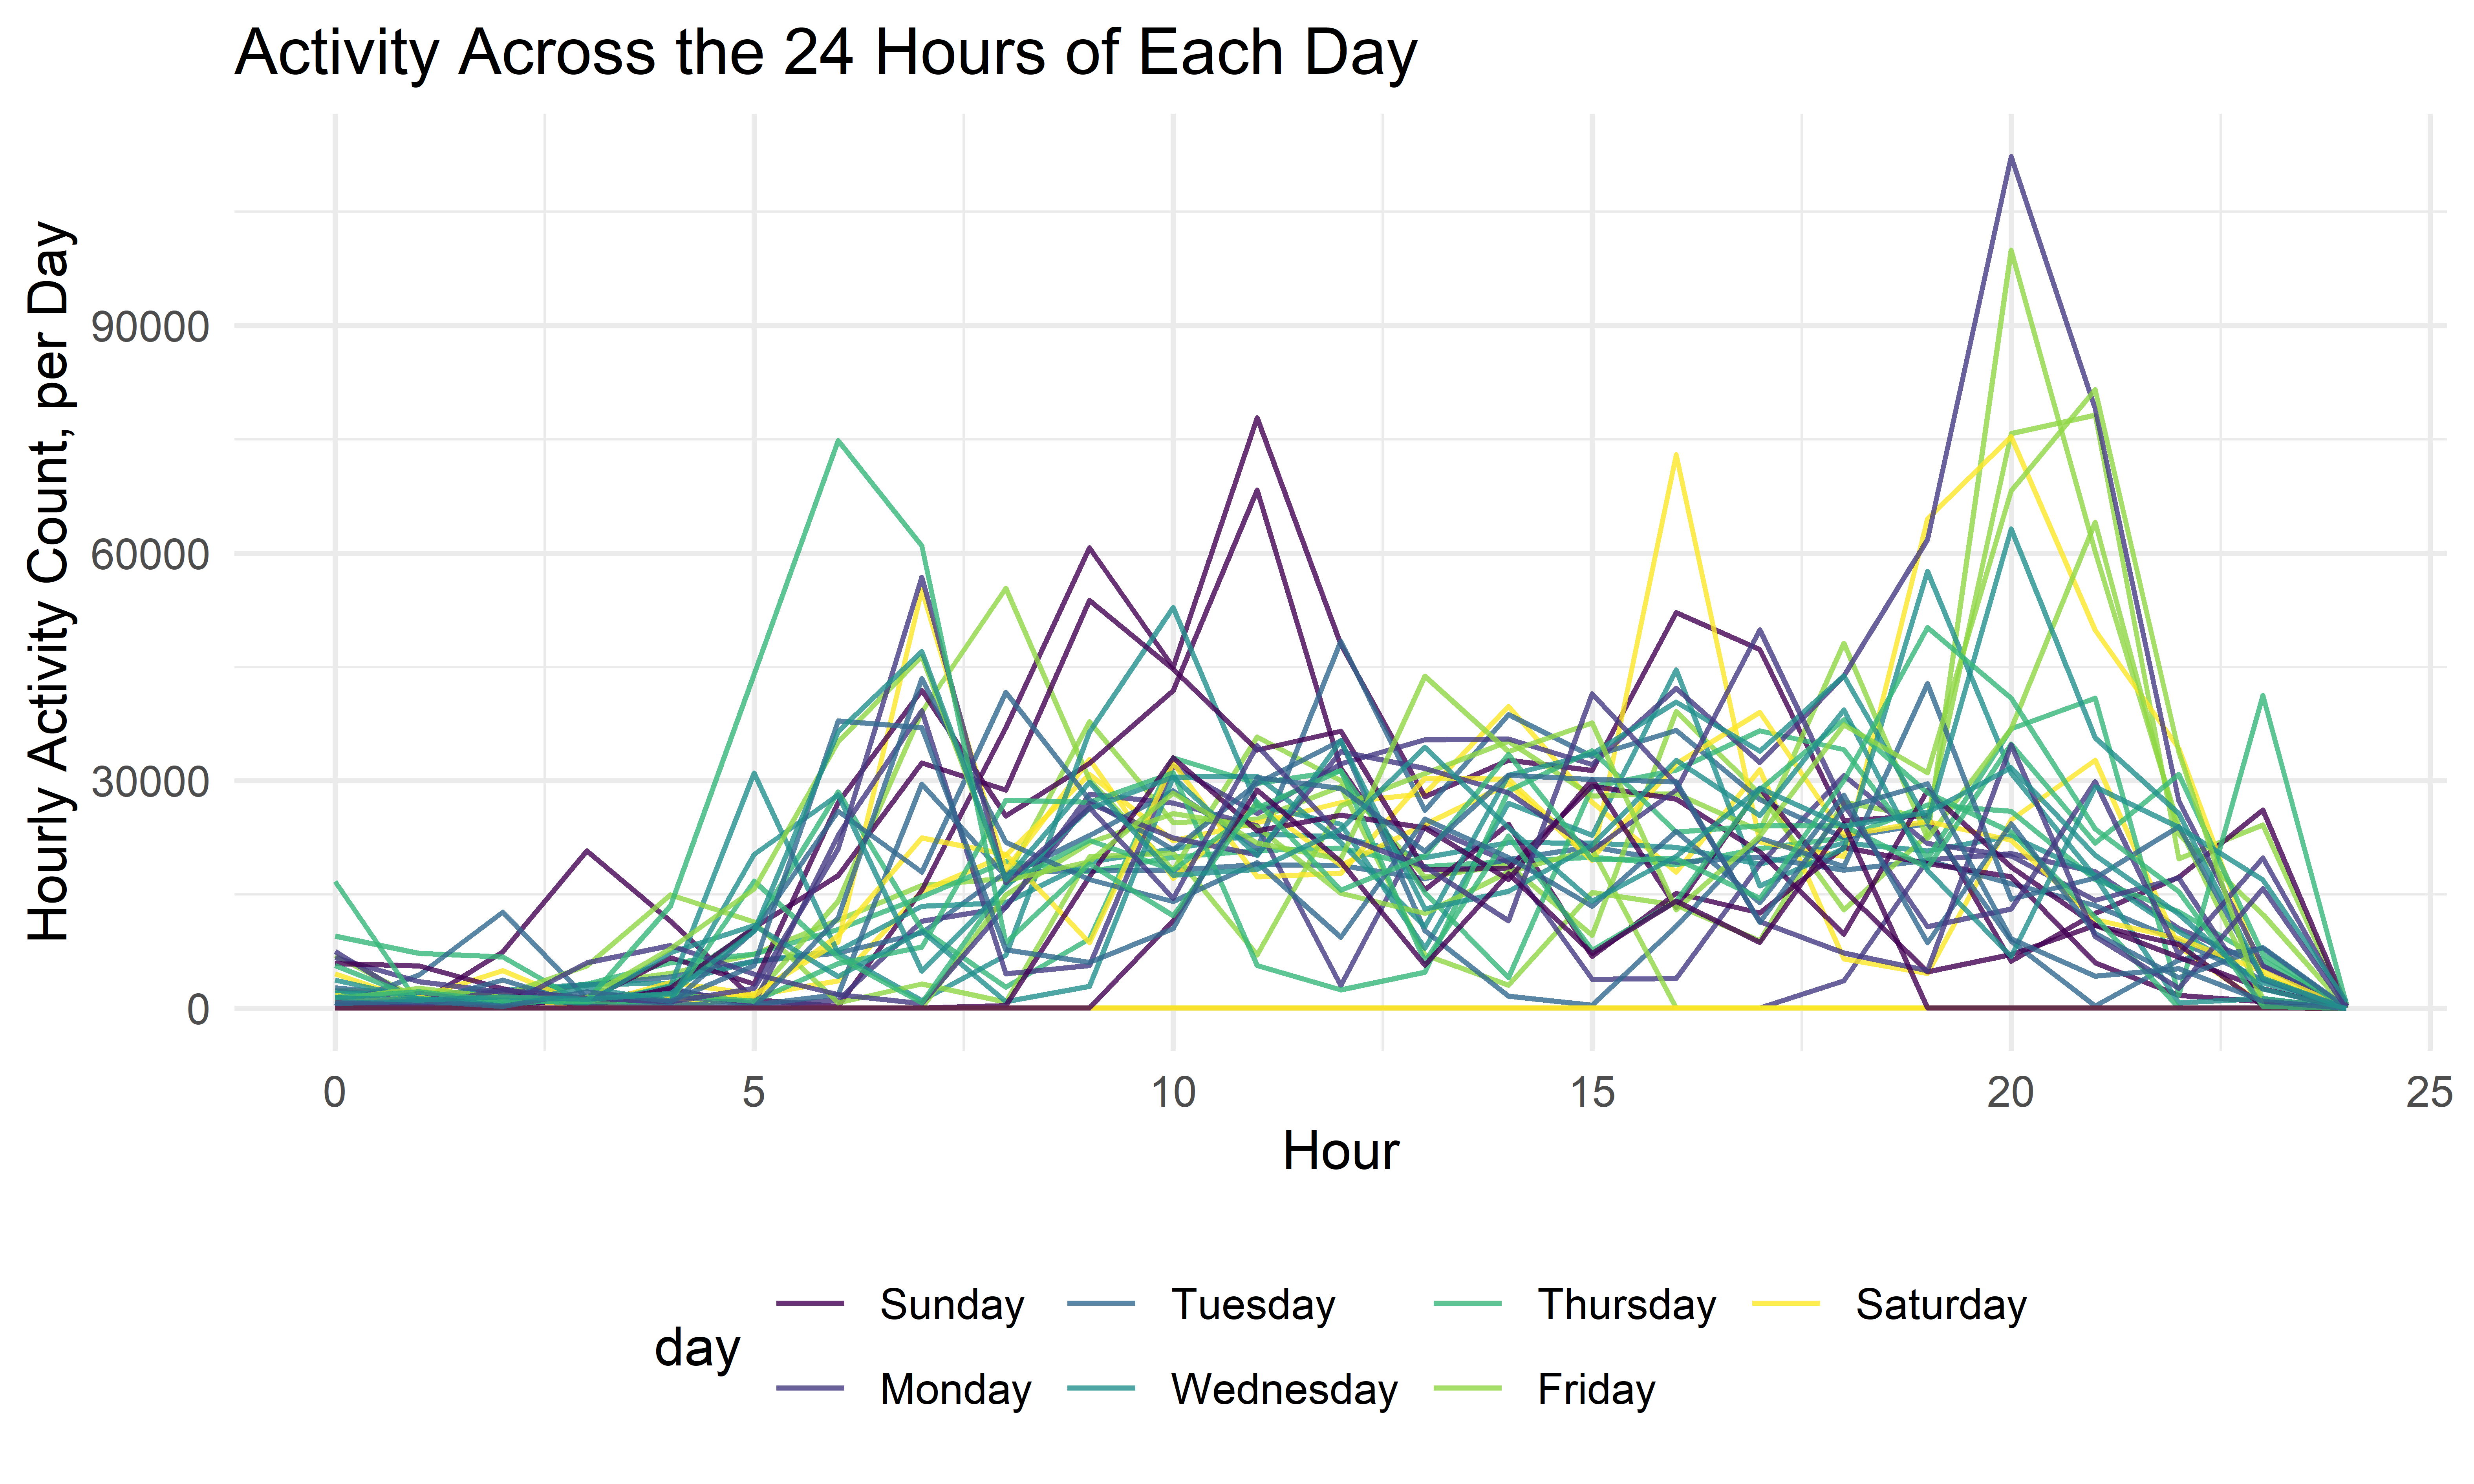 Activity Across the 24 Hours of Each Day
Hourly Activity Count, per Day
90000
60000
30000
0
0 5 10 15 20 25
Hour
day
Sunday Tuesday Thursday Saturday
Monday Wednesday Friday